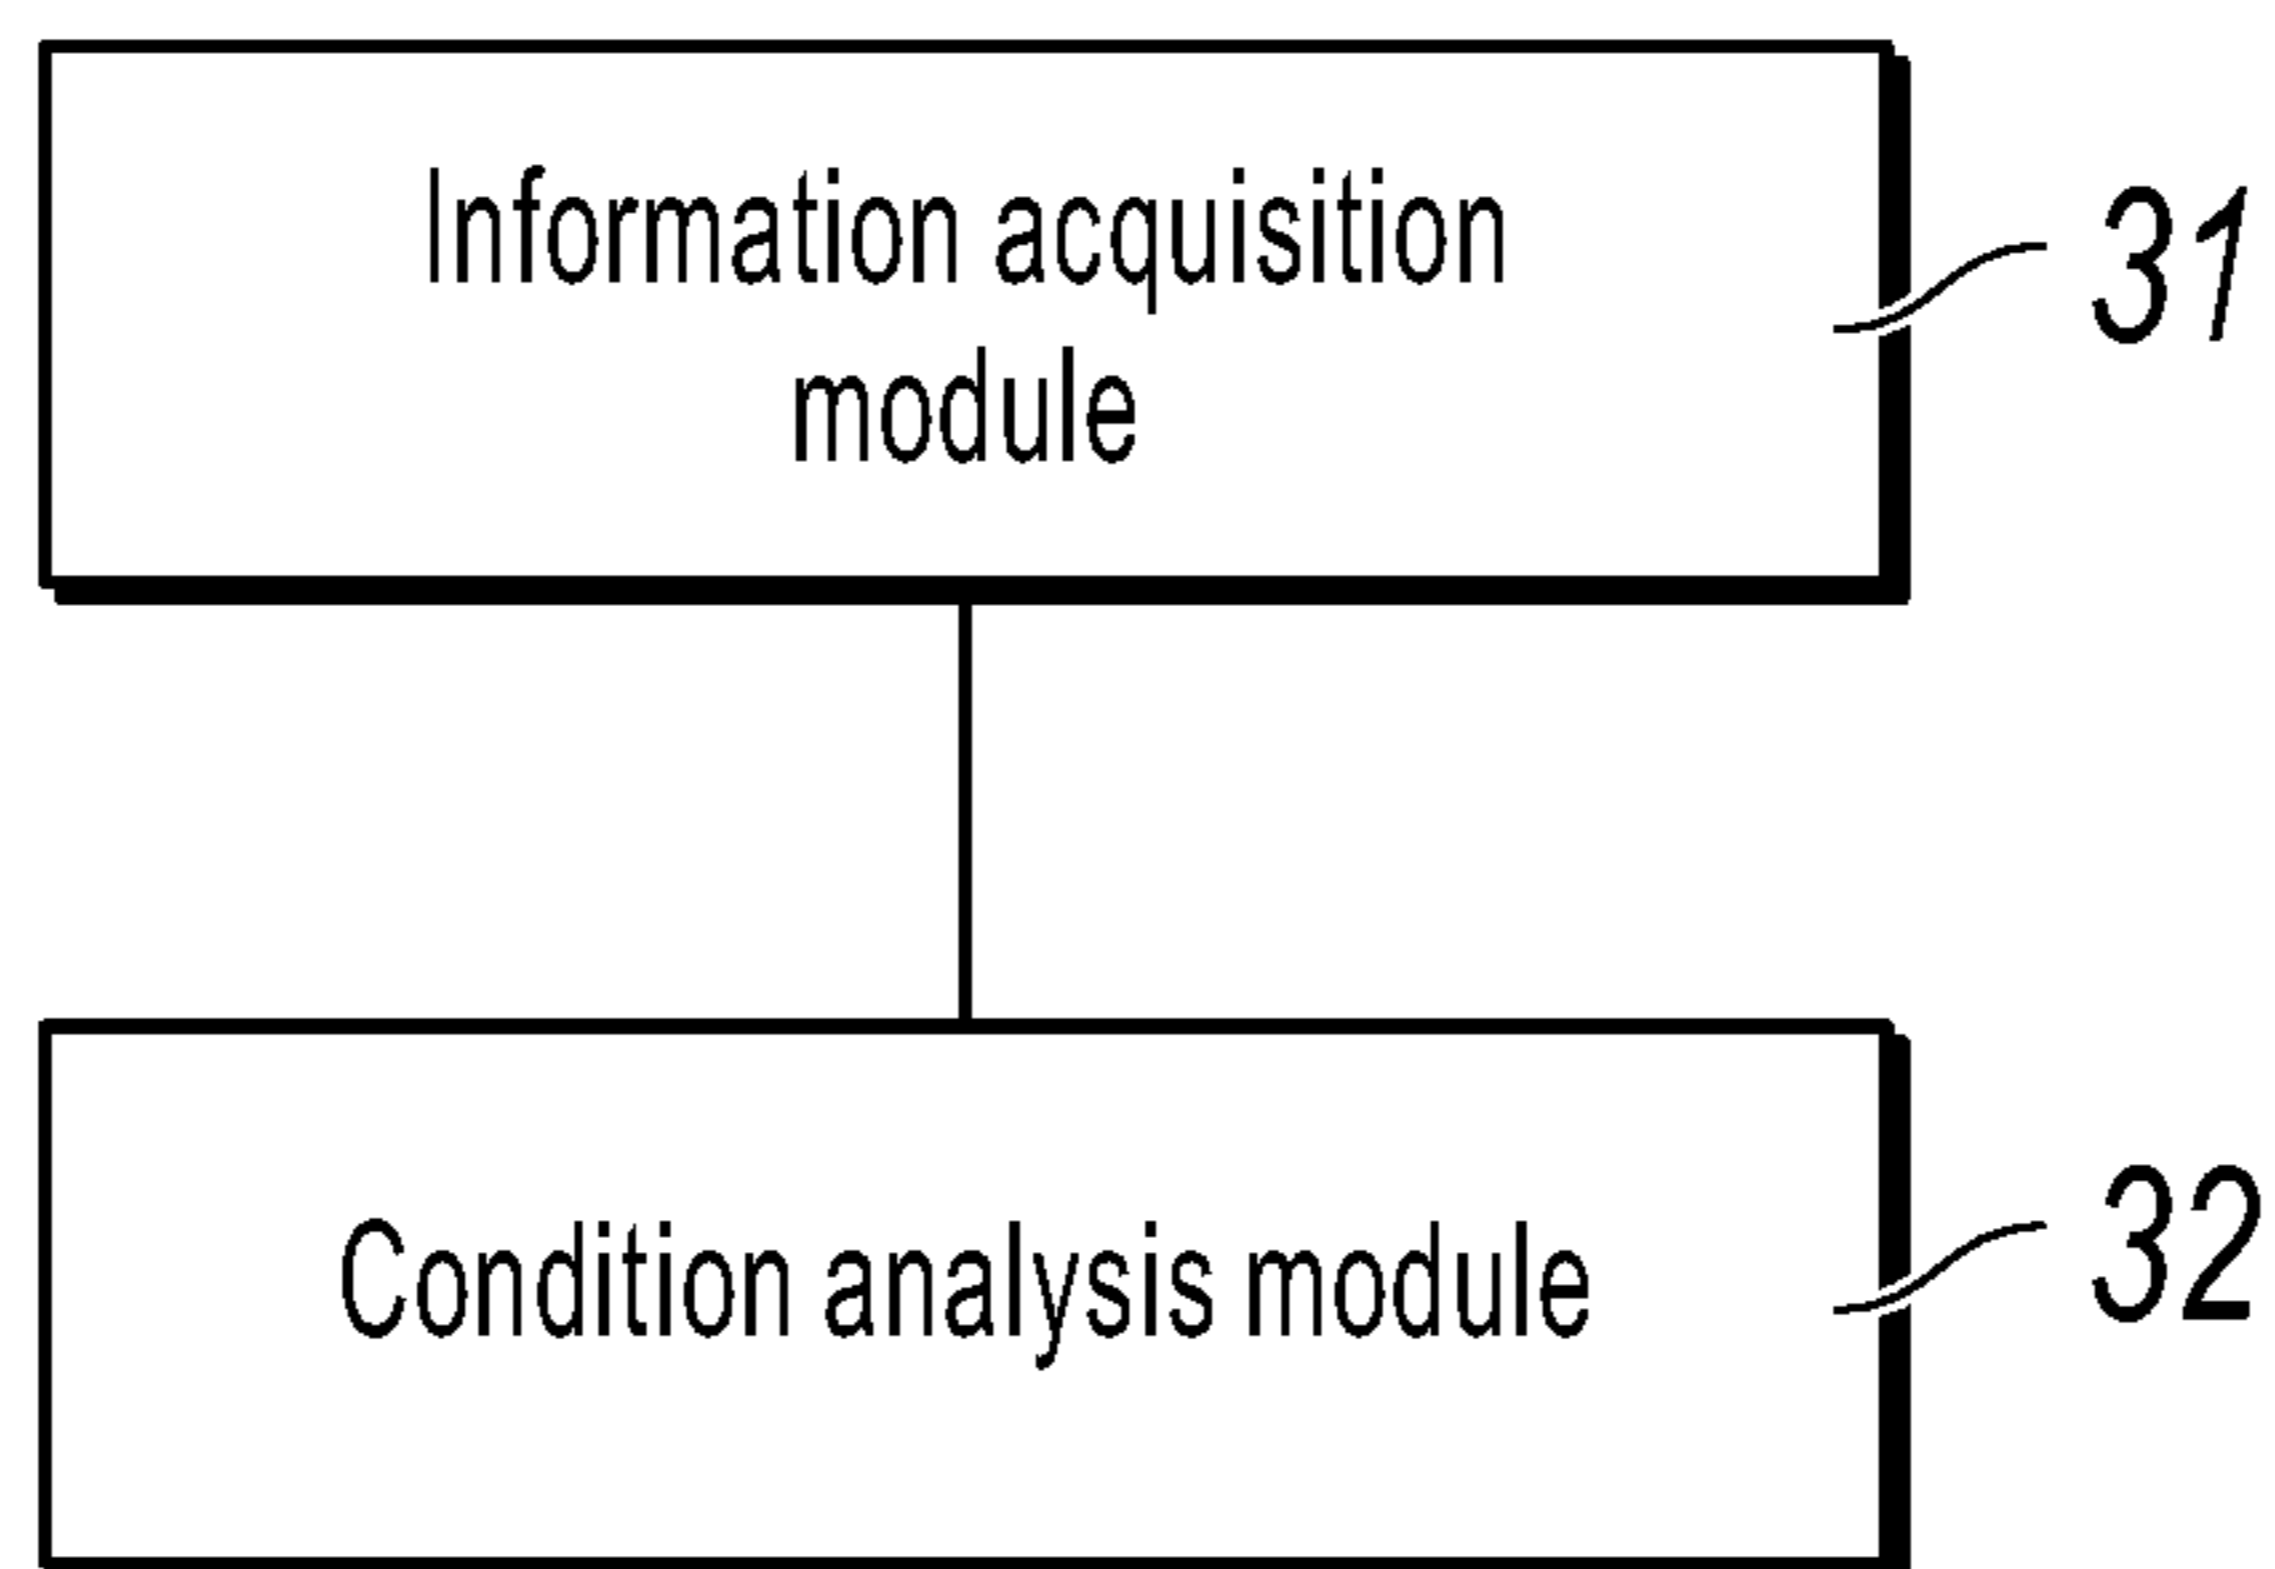 Information acquisition
module
31
Condition analysis module
32